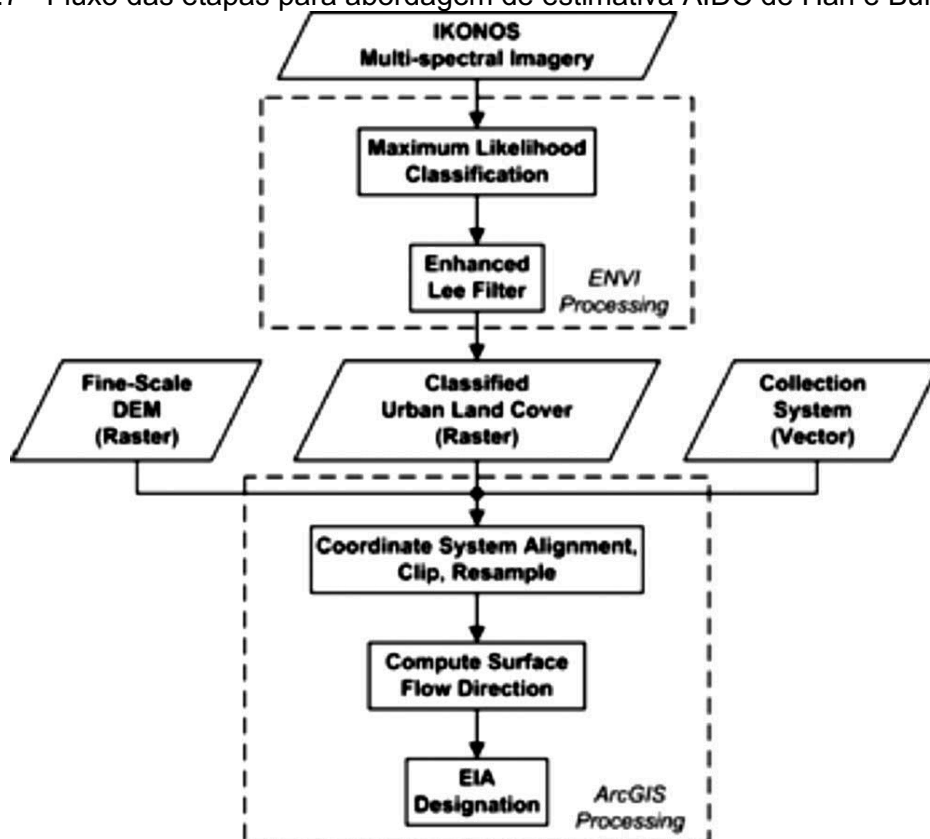 Fluxo das etapas para abordagem de estimativa AIDC de Han e
IKONOS
Multi-spectral Imagery
Maximum Likelihood
Classification
Enhanced
Lee Filter
ENVI
Processing
Fine-Scale
DEM
(Raster)
Classified
Urban Land Cover
(Raster)
Collection
System
(Vector)
Coordinate System Alignment,
Clip, Resample
Compute Surface
Flow Direction
EIA
Designation
ArcGIS
Processing